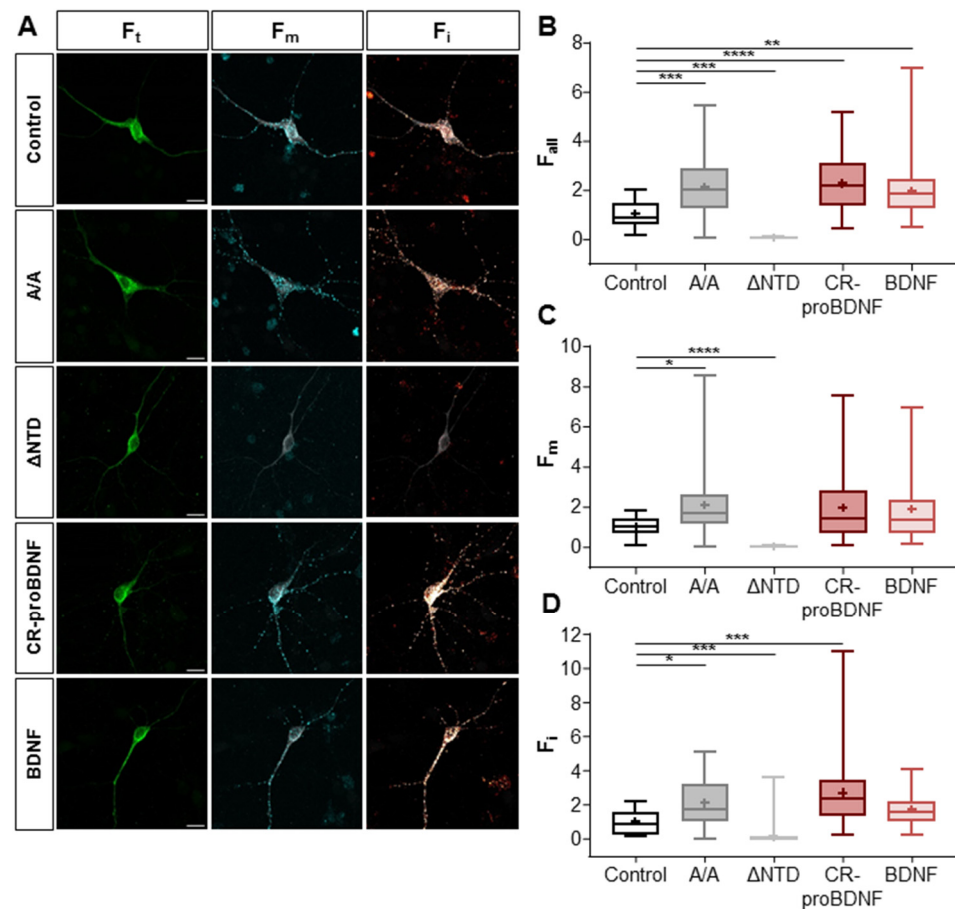 A
Ft
Fm
Fi
Control
A/A
ΔNTD
CR-proBDNF
BDNF
B
**
****
***
***
8
6
4
2
0
Fall
Control
A/A
ΔNTD
CR-
proBDNF
BDNF
C
****
*
10
8
6
4
2
0
Fm
Control
A/A
ΔNTD
CR-
proBDNF
BDNF
D
***
***
*
12
10
8
6
4
2
0
Fi
Control
A/A
ΔNTD
CR-
proBDNF
BDNF